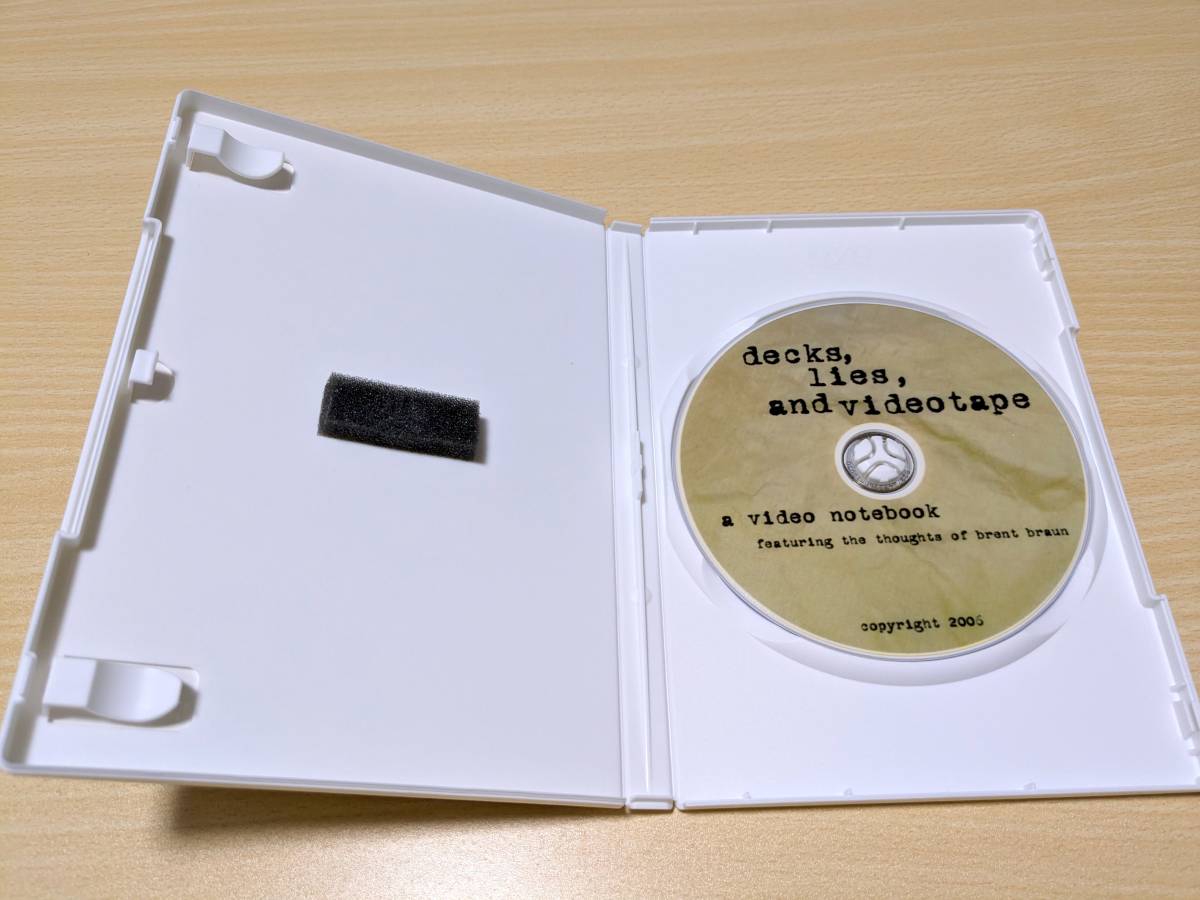 decks,
lies,
and videotape
a video notebook
featuring the thoughts of brent braun
copyright 2006